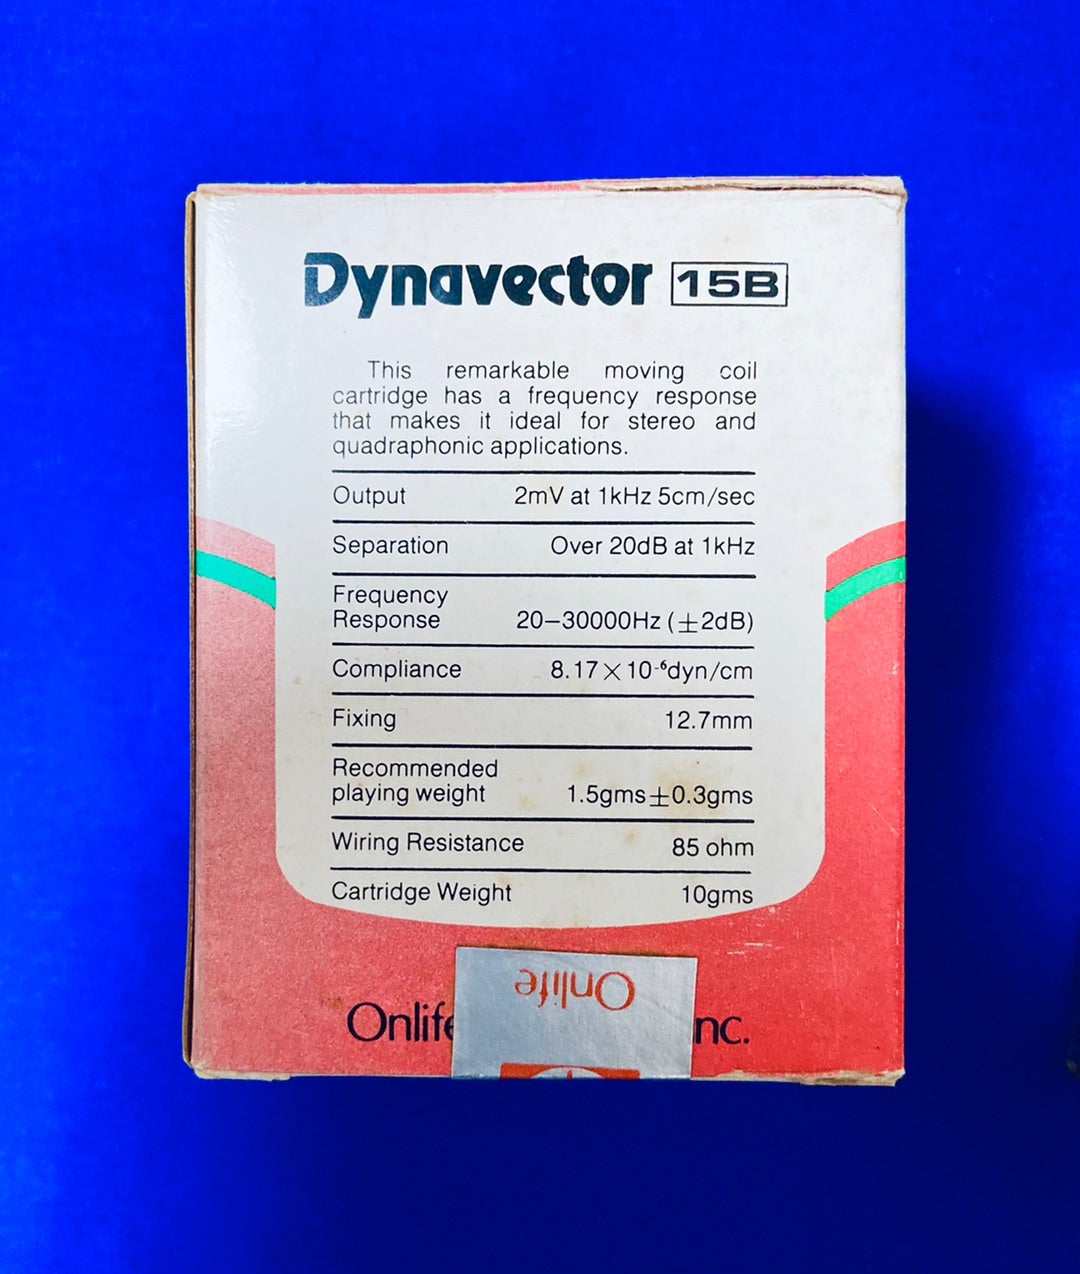 Dynavector 15B
This remarkable moving coil
cartridge has a frequency response
that makes it ideal for stereo and
quadraphonic applications.
Output 2mV at 1kHz 5cm/sec
Separation Over 20dB at 1kHz
Frequency
Response 20–30000Hz (±2dB)
Compliance 8.17×10⁻⁶dyn/cm
Fixing 12.7mm
Recommended
playing weight 1.5gms±0.3gms
Wiring Resistance 85 ohm
Cartridge Weight 10gms
Onlife
Onlife nc.